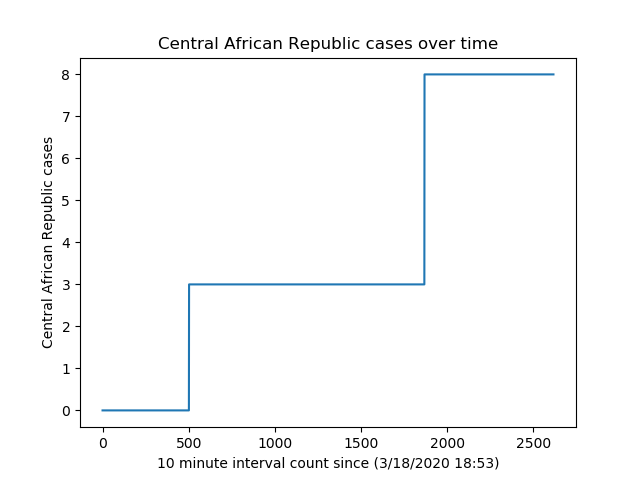 Central African Republic cases over time
8
7
6
5
4
3
2
1
0
Central African Republic cases
0 500 1000 1500 2000 2500
10 minute interval count since (3/18/2020 18:53)